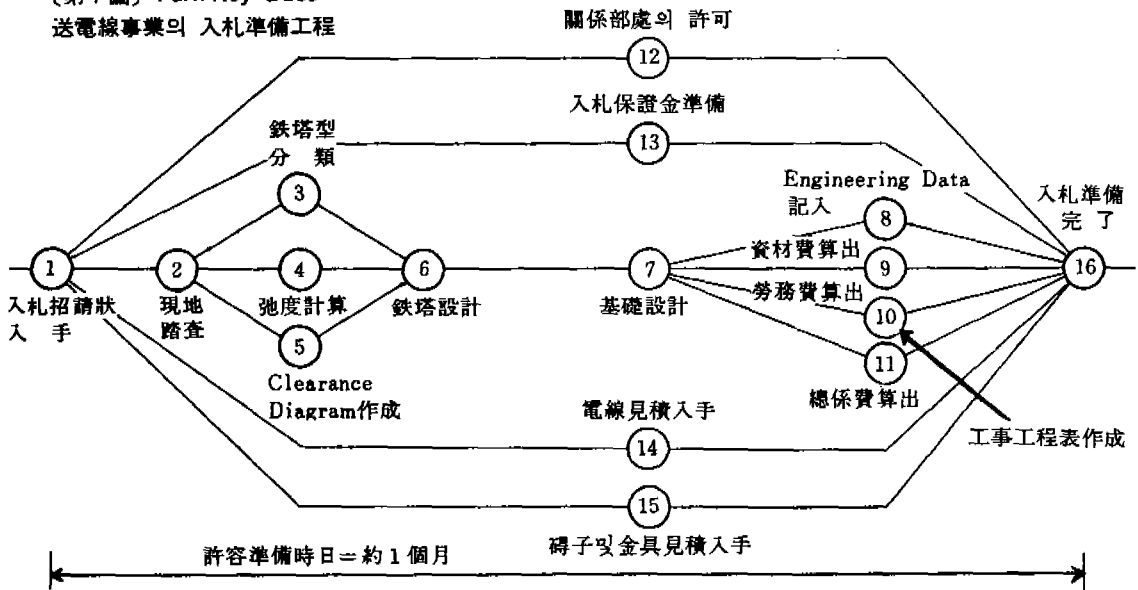 送電線事業의 入札準備工程
關係部處의 許可
12
入札保證金準備
13
鉄塔型
分 類
3
Engineering Data
記入
8
入札準備
完了
1
2
4
6
7
資材費算出
9
16
入札招請狀
入 手
現地
踏査
弛度計算
鉄塔設計
基礎設計
勞務費算出
10
5
11
Clearance
Diagram作成
總係費算出
電線見積入手
14
工事工程表作成
15
碍子및金具見積入手
許容準備時日=約1個月